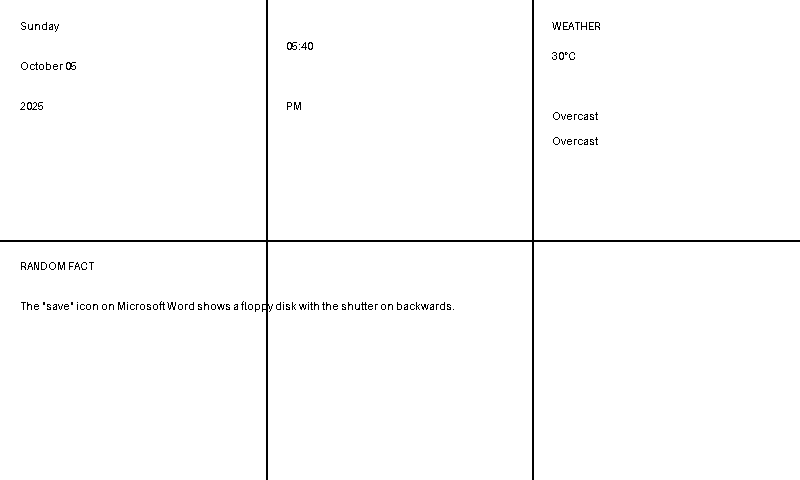 Sunday
October 05
2025
05:40
PM
WEATHER
30°C
Overcast
Overcast
RANDOM FACT
The "save" icon on Microsoft Word shows a floppy disk with the shutter on backwards.